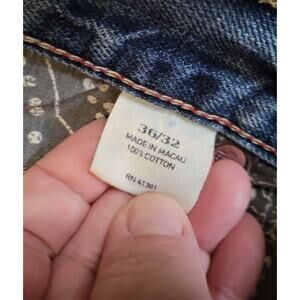 36/32
MADE IN MACAU
100% COTTON
RN 41381